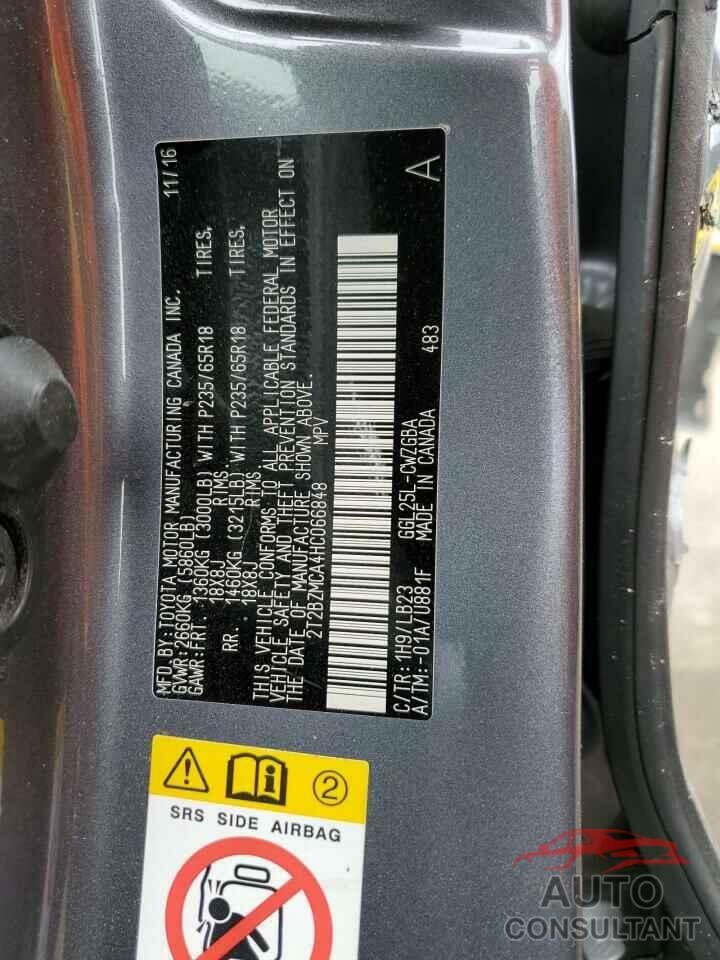 MFD.BY:TOYOTA MOTOR MANUFACTURING CANADA INC. 11/16
GVWR:2660KG (5860LB)
GAWR:FRT. 1360KG (3000LB) WITH P235/65R18 TIRES,
18X8J RIMS,
RR. 1460KG (3215LB) WITH P235/65R18 TIRES,
18X8J RIMS,
THIS VEHICLE CONFORMS TO ALL APPLICABLE FEDERAL MOTOR
VEHICLE SAFETY AND THEFT PREVENTION STANDARDS IN EFFECT ON
THE DATE OF MANUFACTURE SHOWN ABOVE.
2T2BZMCA4HC066848 MPV
A
C/TR:1H9/LB23 GGL25L-CWZGBA
A/TM:-01A/U881F MADE IN CANADA 483
2
SRS SIDE AIRBAG
AUTO
CONSULTANT